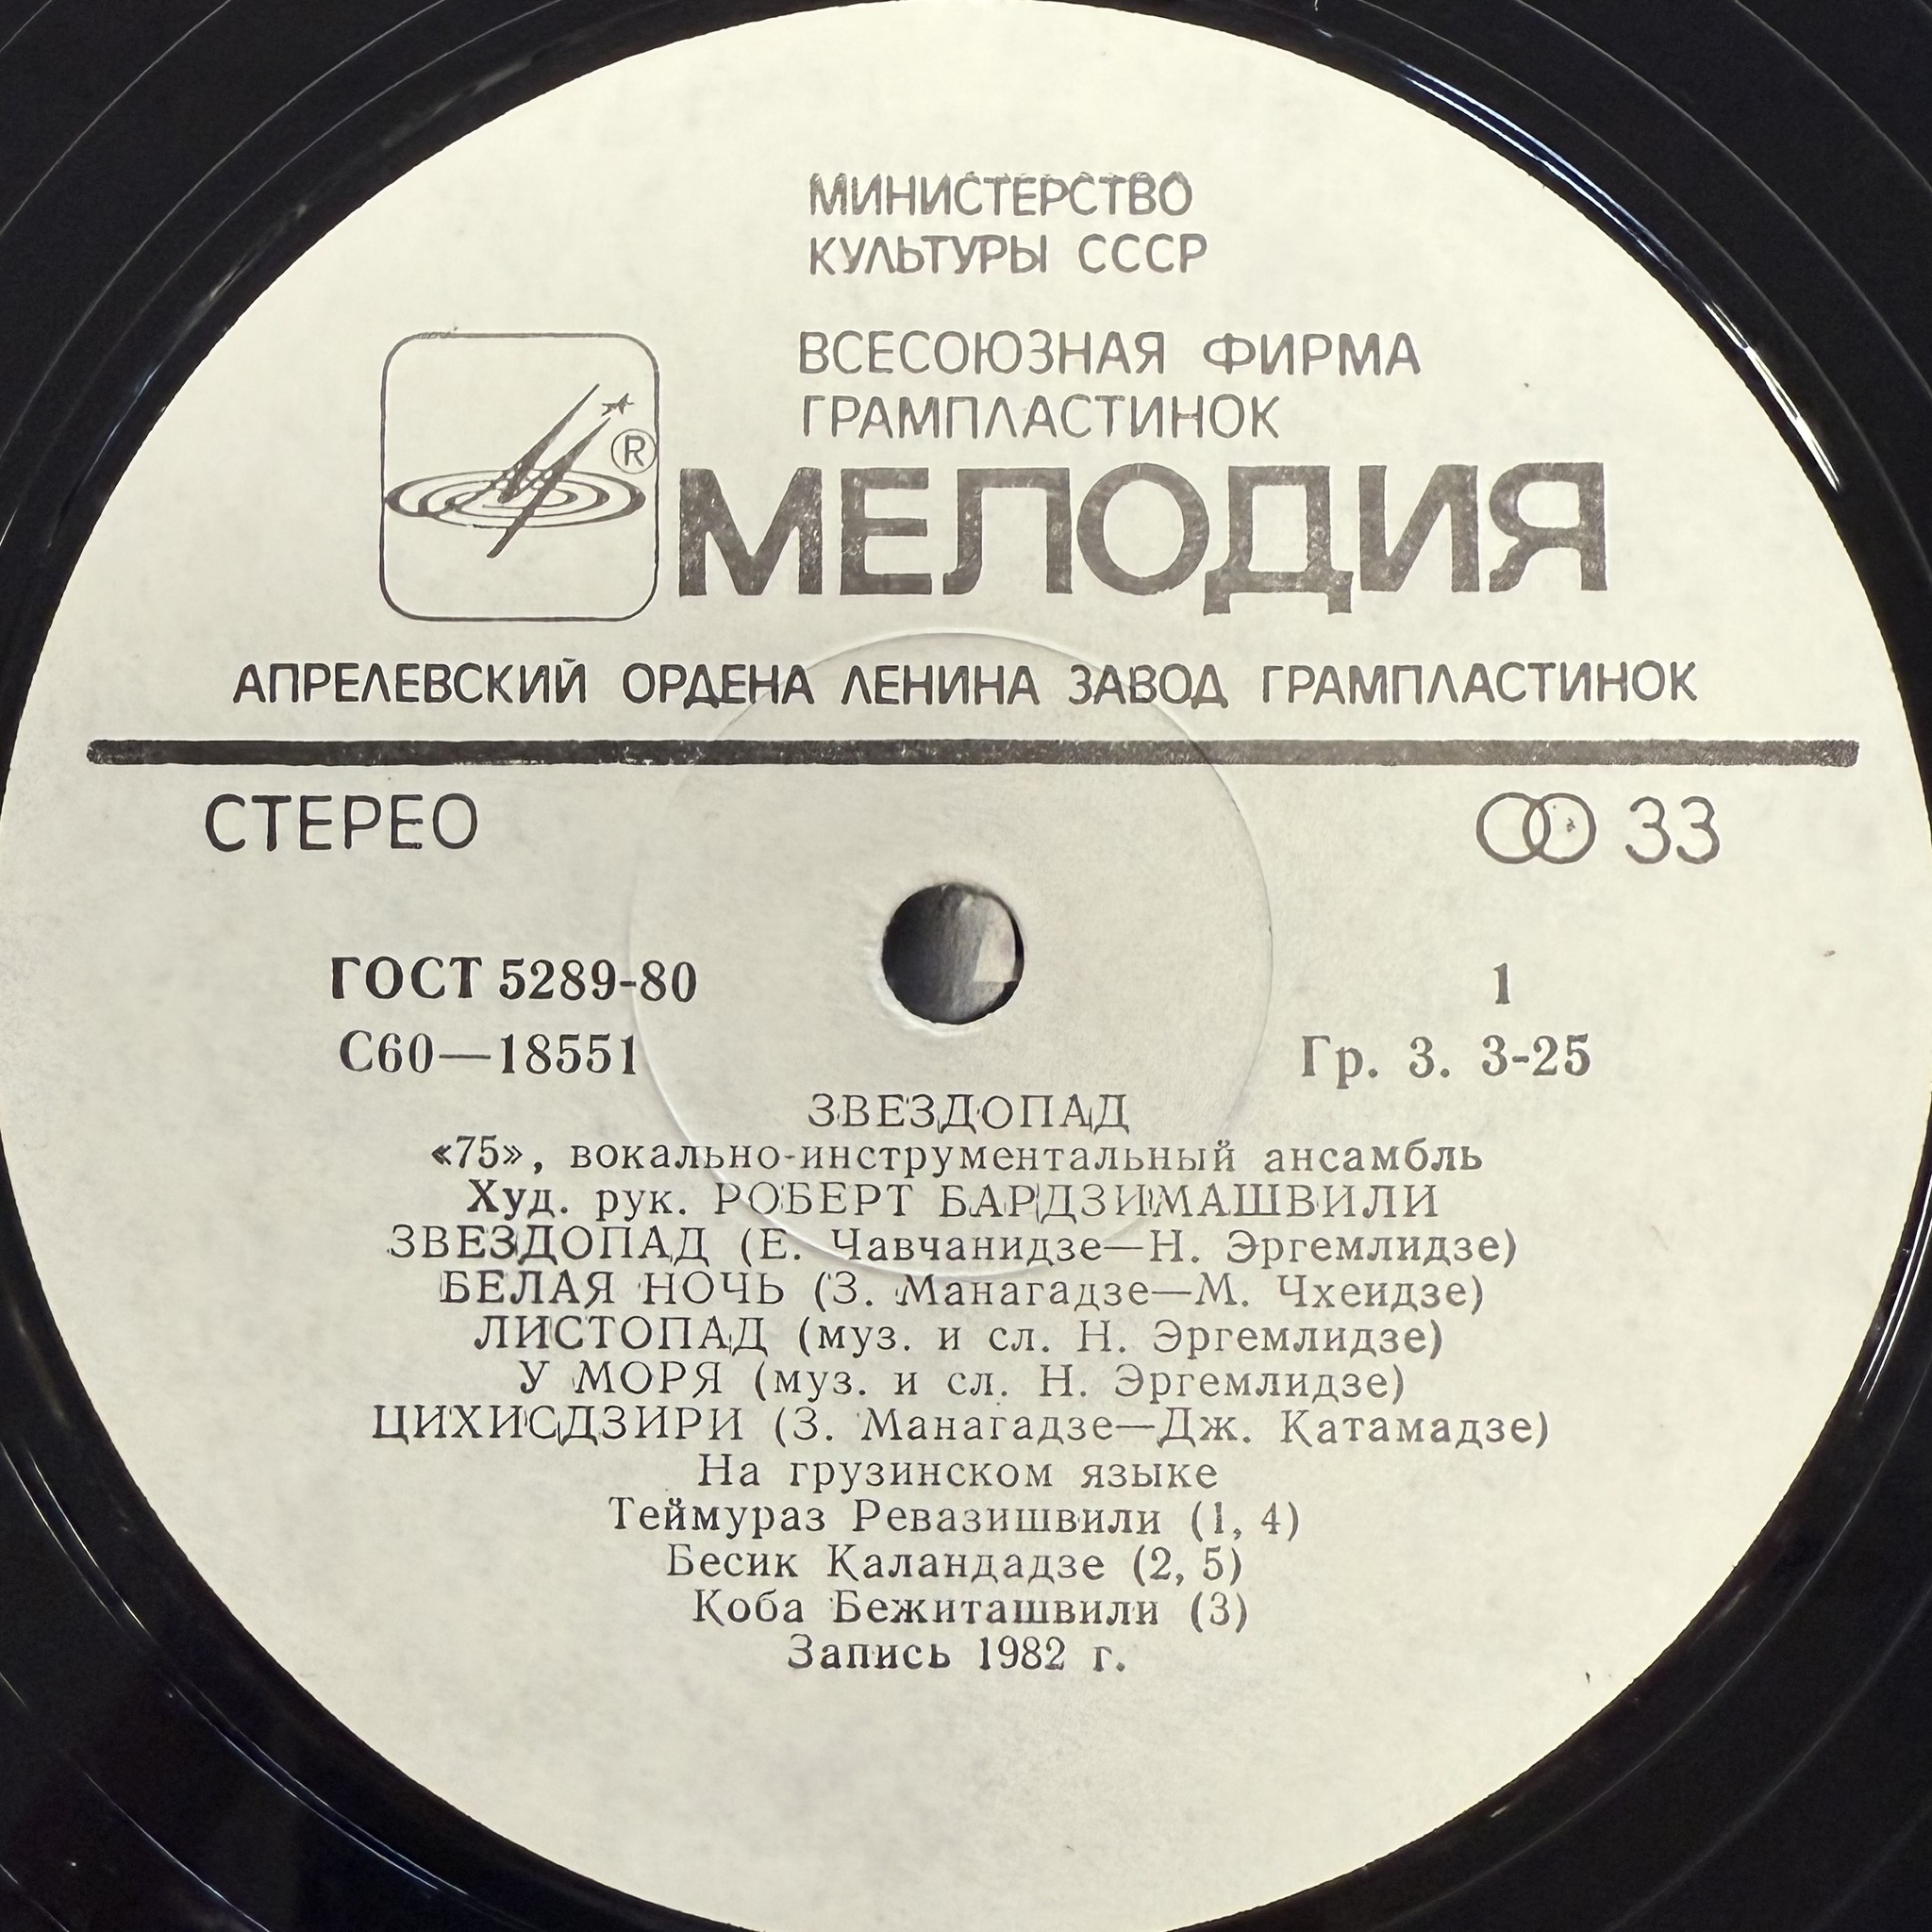 МИНИСТЕРСТВО
КУЛЬТУРЫ СССР
ВСЕСОЮЗНАЯ ФИРМА
ГРАМПЛАСТИНОК
®
МЕЛОДИЯ
АПРЕЛЕВСКИЙ ОРДЕНА ЛЕНИНА ЗАВОД ГРАМПЛАСТИНОК
СТЕРЕО
33
ГОСТ 5289-80
1
С60—18551
Гр. 3. 3-25
ЗВЕЗДОПАД
«75», вокально-инструментальный ансамбль
Худ. рук. РОБЕРТ БАРДЗИМАШВИЛИ
ЗВЕЗДОПАД (Е. Чавчанидзе—Н. Эргемлидзе)
БЕЛАЯ НОЧЬ (З. Манагадзе—М. Чхеидзе)
ЛИСТОПАД (муз. и сл. Н. Эргемлидзе)
У МОРЯ (муз. и сл. Н. Эргемлидзе)
ЦИХИСДЗИРИ (З. Манагадзе—Дж. Катамадзе)
На грузинском языке
Теймураз Ревазишвили (1, 4)
Бесик Каландадзе (2, 5)
Коба Бежиташвили (3)
Запись 1982 г.